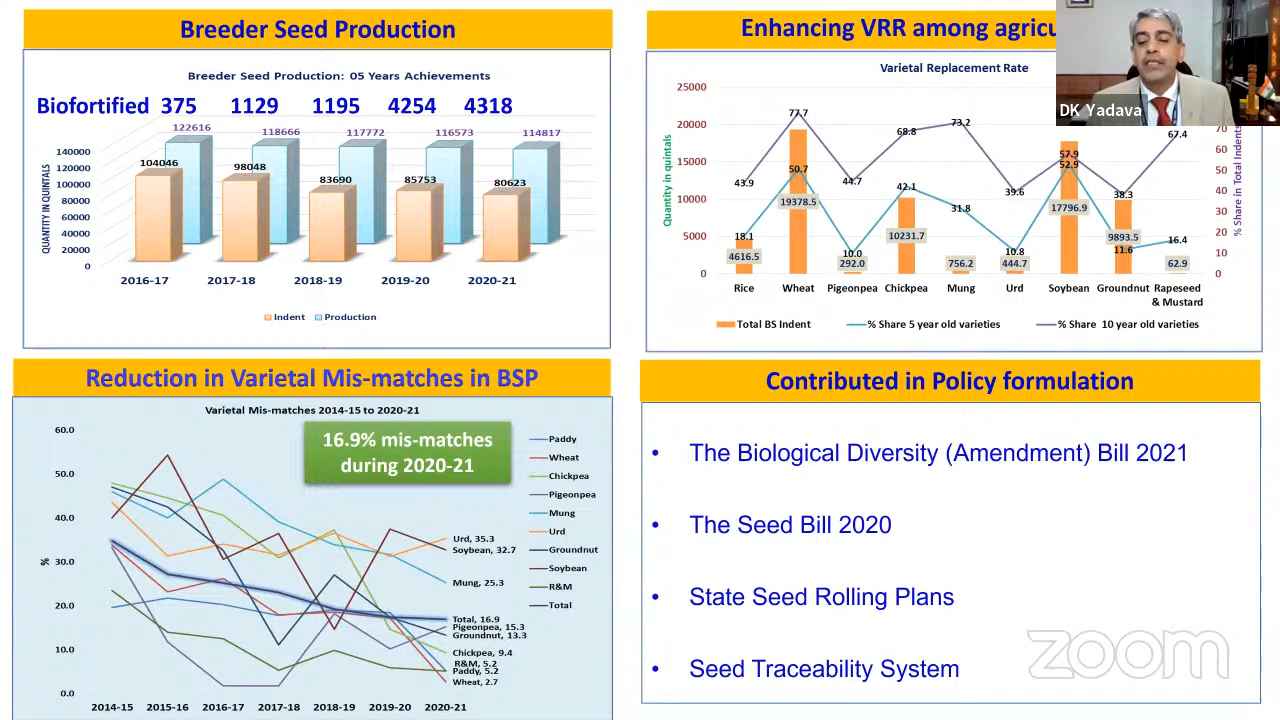 Breeder Seed Production
Breeder Seed Production: 05 Years Achievements
Biofortified 375 1129 1195 4254 4318
122616 118666 117772 116573 114817
104046 98048 83690 85753 80623
QUANTITY IN QUINTALS
140000
120000
100000
80000
60000
40000
20000
0
2016-17 2017-18 2018-19 2019-20 2020-21
Indent Production
Enhancing VRR among agricu
DK Yadava
Varietal Replacement Rate
Quantity in quintals
25000
20000
15000
10000
5000
0
77.7 68.8 73.2 67.4
43.9 50.7 44.7 42.1 39.6 57.9 52.9 38.3
18.1 10.0 31.8 10.8 11.6 16.4
4616.5 19378.5 292.0 10231.7 756.2 444.7 17796.9 9893.5 62.9
70
60
50
40
30
20
10
0
% Share in Total Indents
Rice Wheat Pigeonpea Chickpea Mung Urd Soybean Groundnut Rapeseed
& Mustard
Total BS Indent % Share 5 year old varieties % Share 10 year old varieties
Reduction in Varietal Mis-matches in BSP
Varietal Mis-matches 2014-15 to 2020-21
16.9% mis-matches
during 2020-21
%
60.0
50.0
40.0
30.0
20.0
10.0
0.0
Urd, 35.3
Soybean, 32.7
Mung, 25.3
Total, 16.9
Pigeonpea, 15.3
Groundnut, 13.3
Chickpea, 9.4
R&M, 5.2
Paddy, 5.2
Wheat, 2.7
2014-15 2015-16 2016-17 2017-18 2018-19 2019-20 2020-21
Paddy
Wheat
Chickpea
Pigeonpea
Mung
Urd
Groundnut
Soybean
R&M
Total
Contributed in Policy formulation
• The Biological Diversity (Amendment) Bill 2021
• The Seed Bill 2020
• State Seed Rolling Plans
• Seed Traceability System
zoom